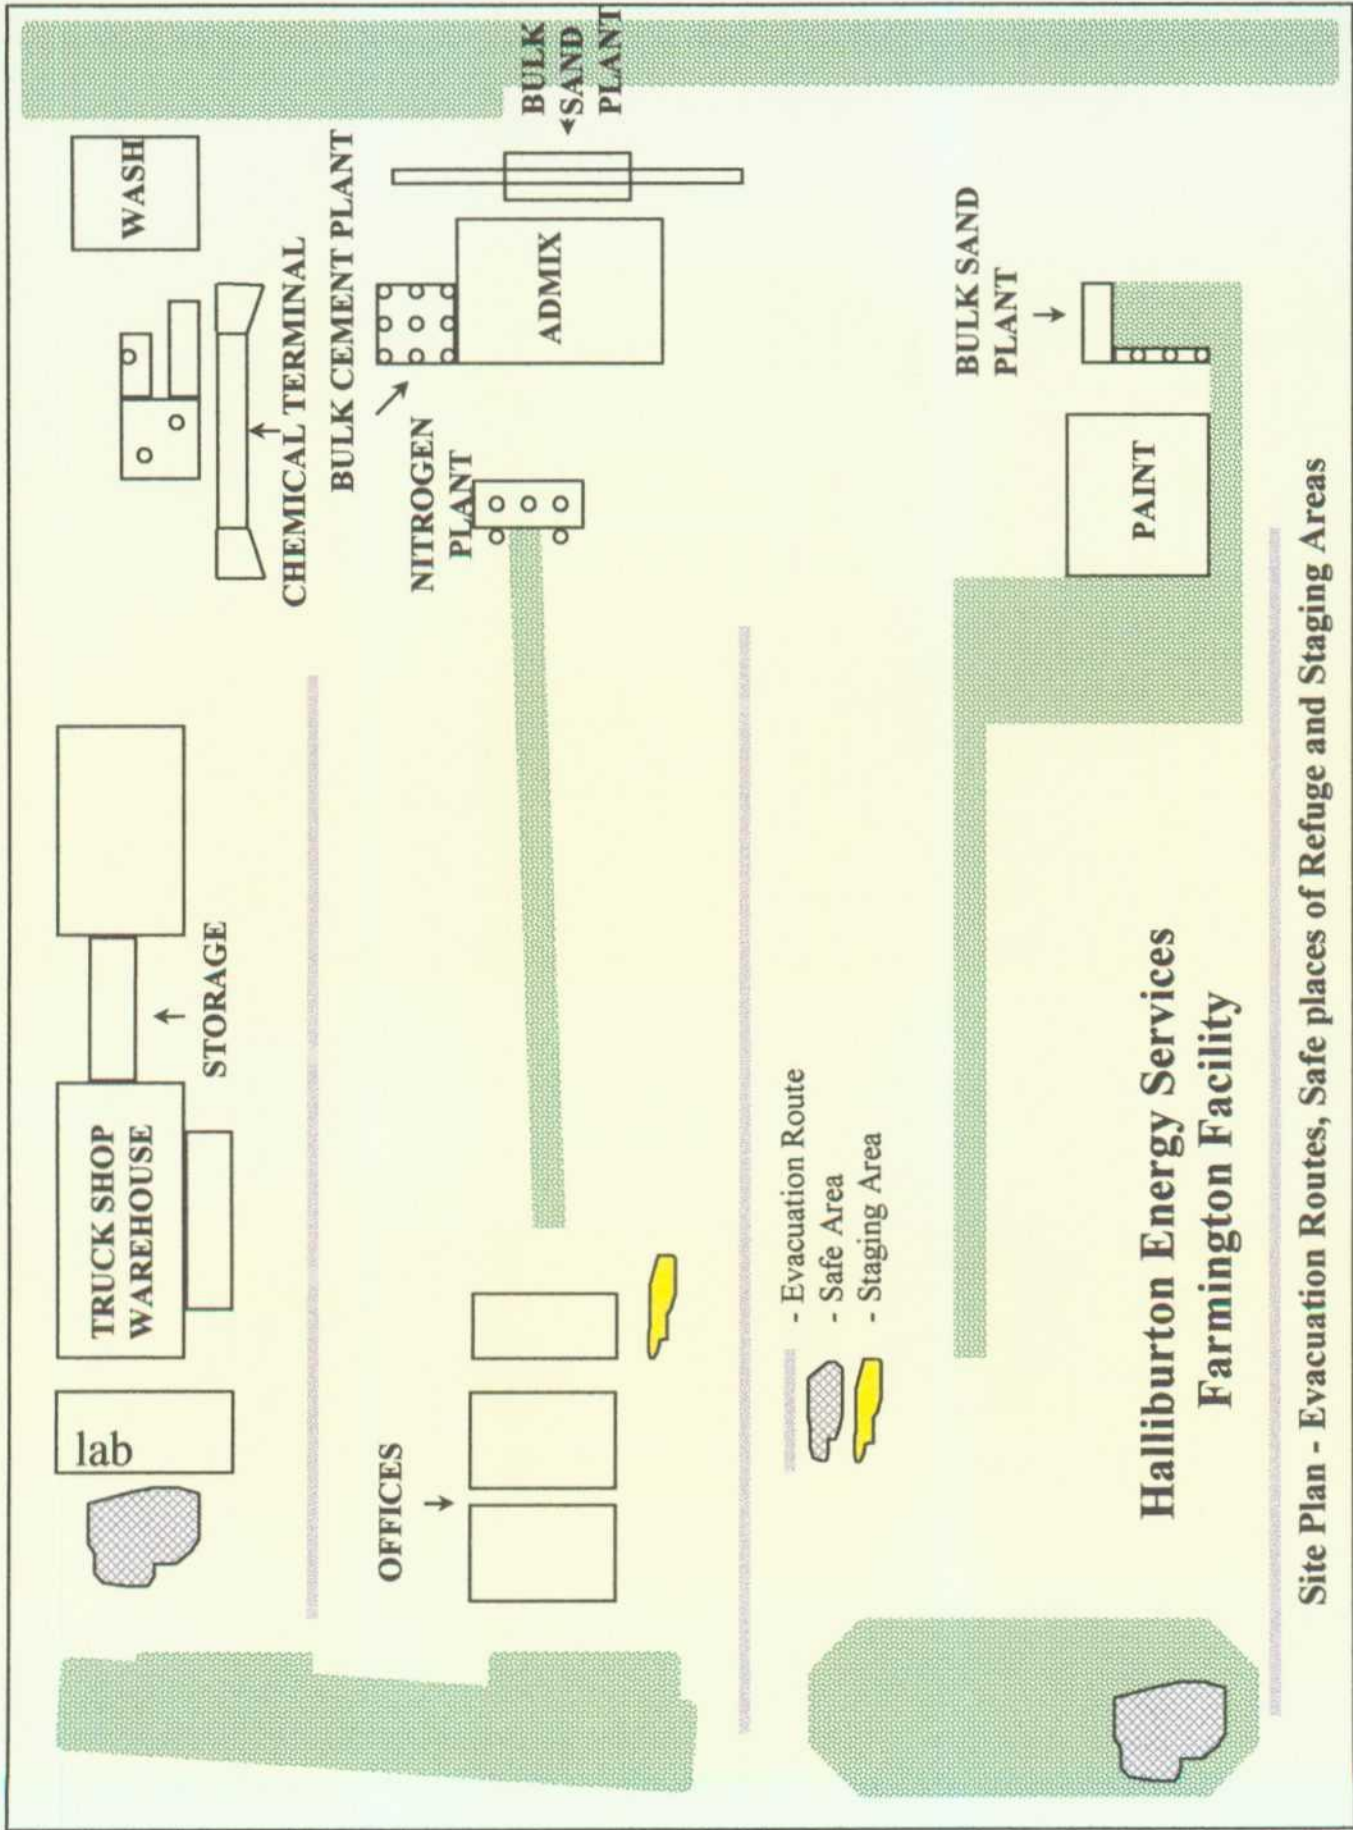 WASH
CHEMICAL TERMINAL
BULK CEMENT PLANT
BULK
SAND
PLANT
ADMIX
NITROGEN
PLANT
TRUCK SHOP
WAREHOUSE
STORAGE
lab
OFFICES
BULK SAND
PLANT
PAINT
- Evacuation Route
- Safe Area
- Staging Area
Halliburton Energy Services
Farmington Facility
Site Plan - Evacuation Routes, Safe places of Refuge and Staging Areas